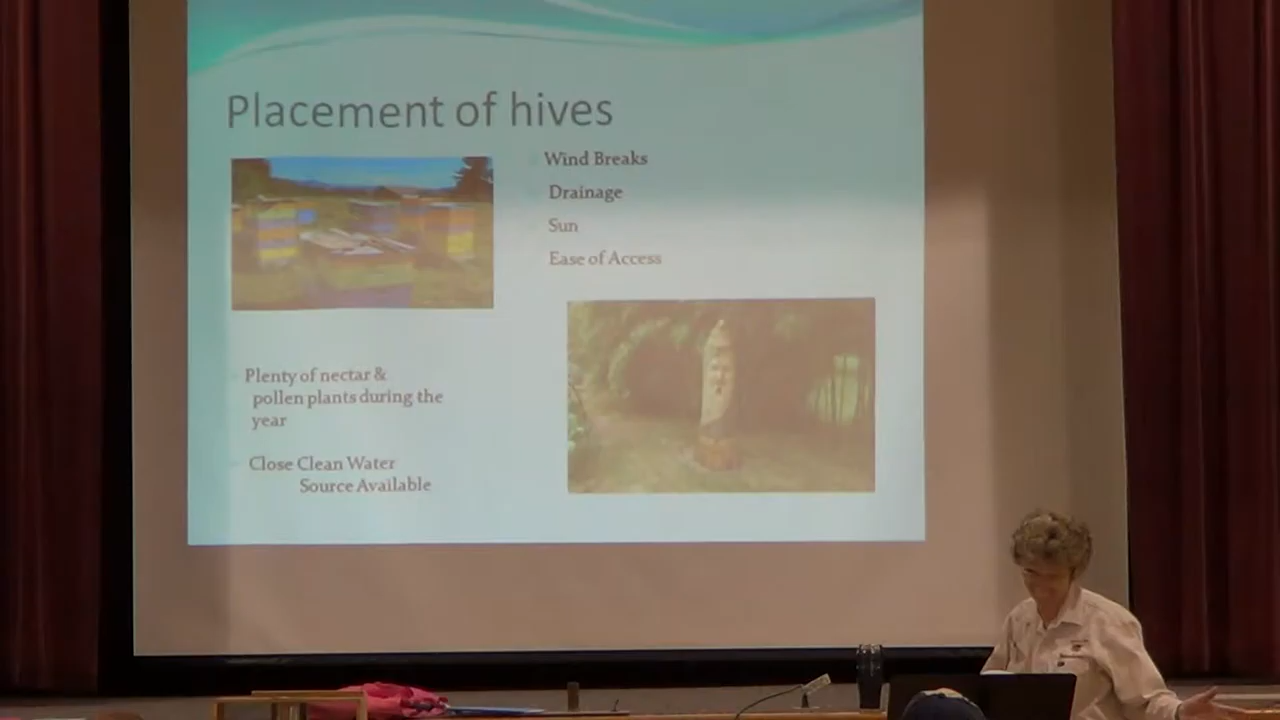 Placement of hives
Wind Breaks
Drainage
Sun
Ease of Access
Plenty of nectar &
pollen plants during the
year
Close Clean Water
Source Available